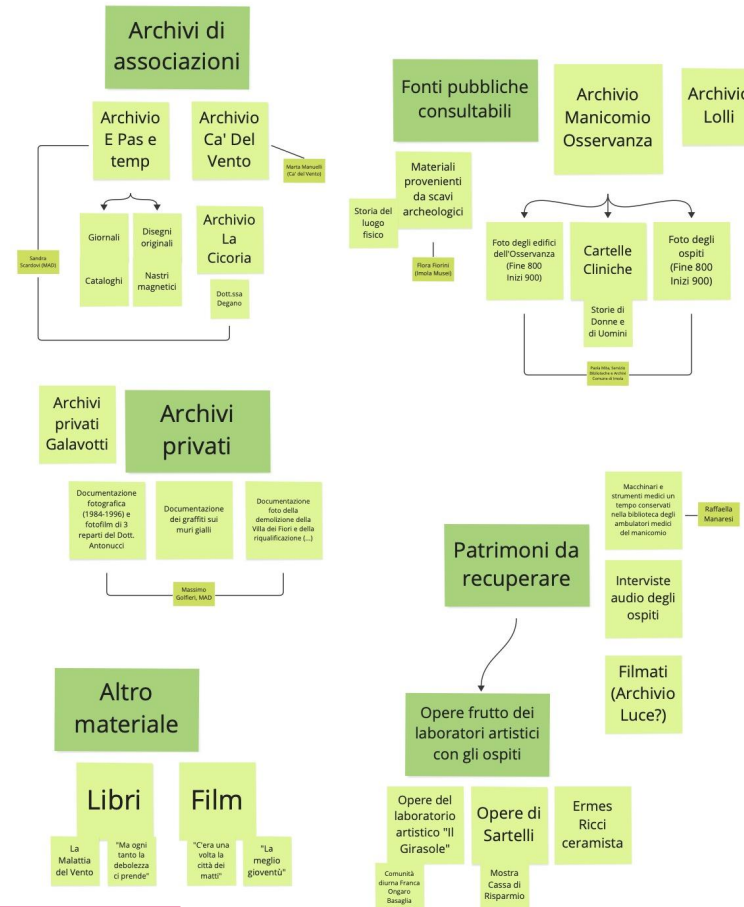 Archivi di
associazioni
Archivio
E Pas e
temp
Archivio
Ca' Del
Vento
Marta Manuelli
(Ca' del Vento)
Giornali
Disegni
originali
Cataloghi
Nastri
magnetici
Archivio
La
Cicoria
Dott.ssa
Degano
Sandra
Scardovi (MAD)
Fonti pubbliche
consultabili
Archivio
Manicomio
Osservanza
Archivio
Lolli
Materiali
provenienti
da scavi
archeologici
Storia del
luogo
fisico
Flora Fiorini
(Imola Musei)
Foto degli edifici
dell'Osservanza
(Fine 800
Inizi 900)
Cartelle
Cliniche
Foto degli
ospiti
(Fine 800
Inizi 900)
Storie di
Donne e
di Uomini
Paola Mita, Servizio
Biblioteche e Archivi
Comune di Imola
Archivi
privati
Galavotti
Archivi
privati
Documentazione
fotografica
(1984-1996) e
fotofilm di 3
reparti del Dott.
Antonucci
Documentazione
dei graffiti sui
muri gialli
Documentazione
foto della
demolizione della
Villa dei Fiori e della
riqualificazione (...)
Massimo
Golfieri, MAD
Patrimoni da
recuperare
Macchinari e
strumenti medici un
tempo conservati
nella biblioteca degli
ambulatori medici
del manicomio
Raffaella
Manaresi
Interviste
audio degli
ospiti
Filmati
(Archivio
Luce?)
Opere frutto dei
laboratori artistici
con gli ospiti
Opere del
laboratorio
artistico "Il
Girasole"
Opere di
Sartelli
Ermes
Ricci
ceramista
Comunità
diurna Franca
Ongaro
Basaglia
Mostra
Cassa di
Risparmio
Altro
materiale
Libri
Film
La
Malattia
del Vento
"Ma ogni
tanto la
debolezza
ci prende"
"C'era una
volta la
città dei
matti"
"La
meglio
gioventù"